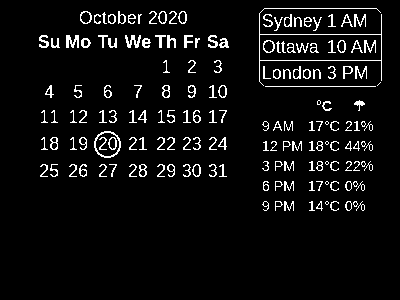 October 2020
Su Mo Tu We Th Fr Sa
1 2 3
4 5 6 7 8 9 10
11 12 13 14 15 16 17
18 19 20 21 22 23 24
25 26 27 28 29 30 31
Sydney 1 AM
Ottawa 10 AM
London 3 PM
°C ☂
9 AM 17°C 21%
12 PM 18°C 44%
3 PM 18°C 22%
6 PM 17°C 0%
9 PM 14°C 0%